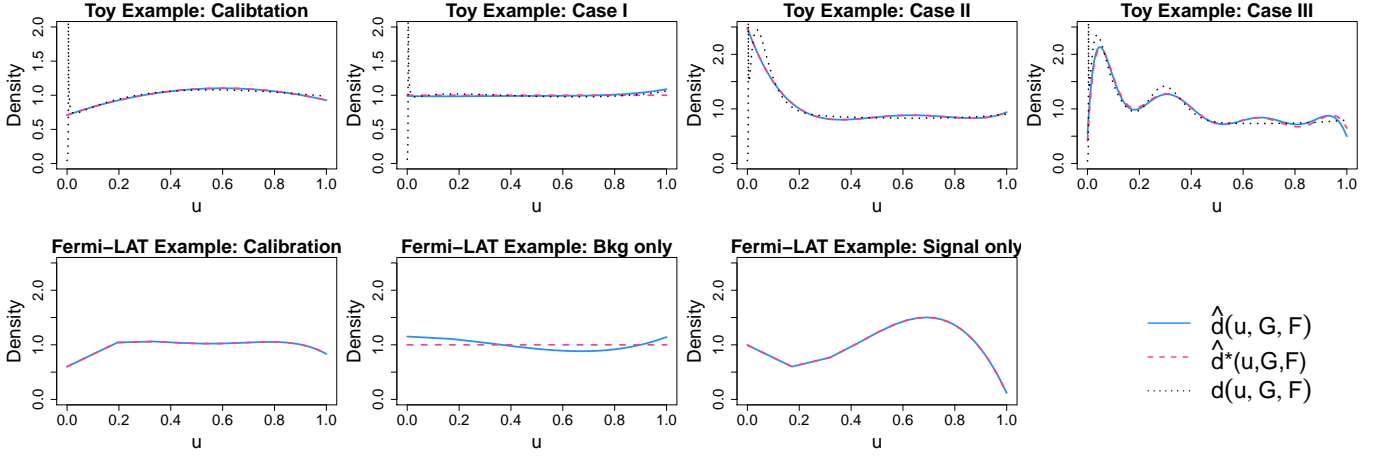 Toy Example: Calibtation
Toy Example: Case I
Toy Example: Case II
Toy Example: Case III
Density
0.0 0.5 1.0 1.5 2.0
0.0 0.2 0.4 0.6 0.8 1.0
u
Density
0.0 0.5 1.0 1.5 2.0
0.0 0.2 0.4 0.6 0.8 1.0
u
Density
0.0 1.0 2.0
0.0 0.2 0.4 0.6 0.8 1.0
u
Density
0.0 1.0 2.0
0.0 0.2 0.4 0.6 0.8 1.0
u
Fermi−LAT Example: Calibration
Fermi−LAT Example: Bkg only
Fermi−LAT Example: Signal only
Density
0.0 1.0 2.0
0.0 0.2 0.4 0.6 0.8 1.0
u
Density
0.0 1.0 2.0
0.0 0.2 0.4 0.6 0.8 1.0
u
Density
0.0 1.0 2.0
0.0 0.2 0.4 0.6 0.8 1.0
u
d̂(u, G, F)
d̂*(u,G,F)
d(u, G, F)